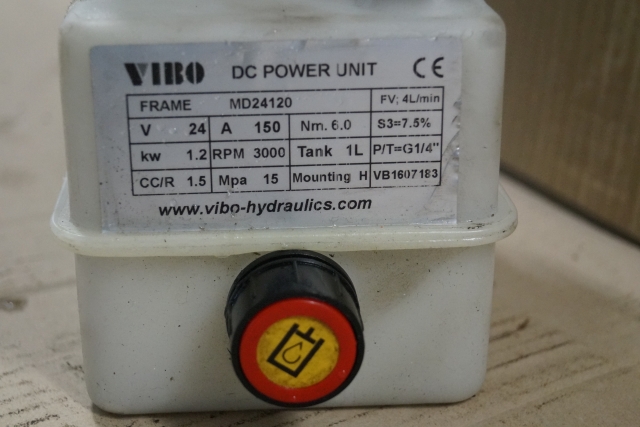 VIBO DC POWER UNIT CE
FRAME MD24120 FV; 4L/min
V 24 A 150 Nm. 6.0 S3=7.5%
kw 1.2 RPM 3000 Tank 1L P/T=G1/4"
CC/R 1.5 Mpa 15 Mounting H VB1607183
www.vibo-hydraulics.com